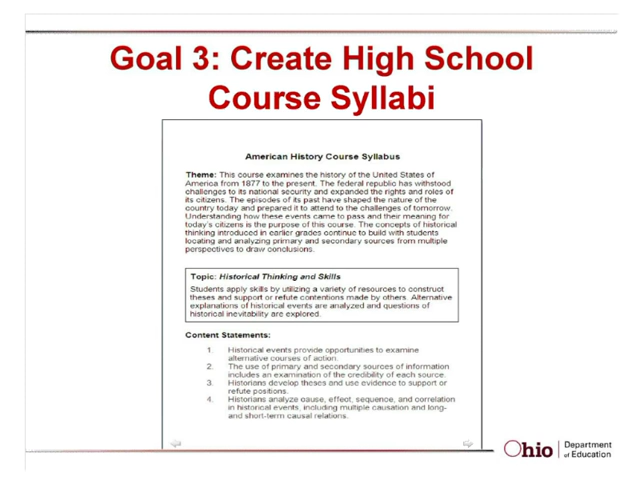 Goal 3: Create High School
Course Syllabi
American History Course Syllabus
Theme: This course examines the history of the United States of
America from 1877 to the present. The federal republic has withstood
challenges to its national security and expanded the rights and roles of
its citizens. The episodes of its past have shaped the nature of the
country today and prepared it to attend to the challenges of tomorrow.
Understanding how these events came to pass and their meaning for
today's citizens is the purpose of this course. The concepts of historical
thinking introduced in earlier grades continue to build with students
locating and analyzing primary and secondary sources from multiple
perspectives to draw conclusions.
Topic: Historical Thinking and Skills
Students apply skills by utilizing a variety of resources to construct
theses and support or refute contentions made by others. Alternative
explanations of historical events are analyzed and questions of
historical inevitability are explored.
Content Statements:
1. Historical events provide opportunities to examine
alternative courses of action.
2. The use of primary and secondary sources of information
includes an examination of the credibility of each source.
3. Historians develop theses and use evidence to support or
refute positions.
4. Historians analyze cause, effect, sequence, and correlation
in historical events, including multiple causation and long-
and short-term causal relations.
Ohio Department
of Education